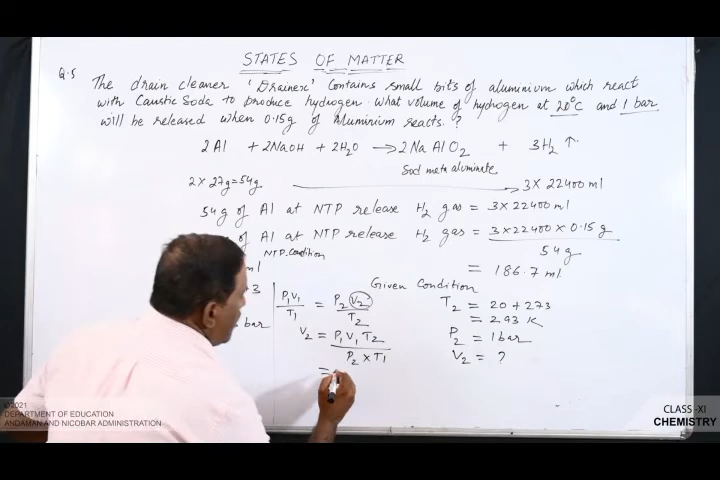 STATES OF MATTER
Q.5 The drain cleaner 'Drainex' contains small bits of aluminium which react
with Caustic Soda to produce hydrogen. What volume of hydrogen at 20°C and 1 bar
will be released when 0.15g of Aluminium reacts.?
2Al + 2NaOH + 2H₂O → 2NaAlO₂ + 3H₂ ↑
Sod meta aluminate
2 × 27g = 54g → 3 × 22400 ml
54g of Al at NTP release H₂ gas = 3 × 22400 ml
of Al at NTP release H₂ gas = 3 × 22400 × 0.15 g
54g
NTP Condition
= 186.7 ml
ml
Given Condition
3
P₁V₁ / T₁ = P₂V₂ / T₂
T₂ = 20 + 273
= 293 K
bar
V₂ = P₁V₁T₂ / P₂ × T₁
P₂ = 1 bar
V₂ = ?
=
©2021
DEPARTMENT OF EDUCATION
ANDAMAN AND NICOBAR ADMINISTRATION
CLASS -XI
CHEMISTRY